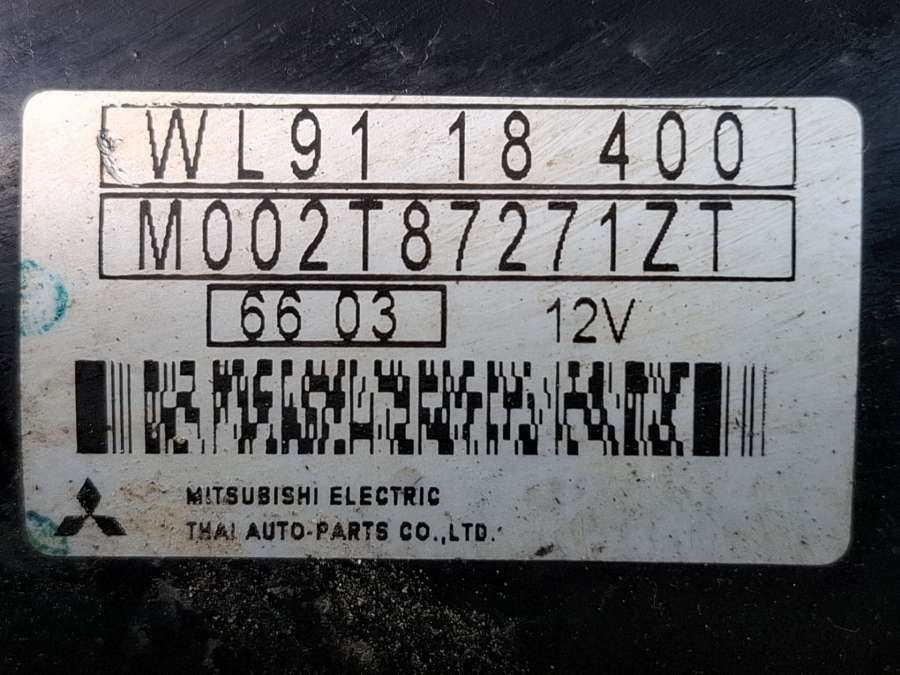 WL91 18 400
M002T87271ZT
66 03 12V
MITSUBISHI ELECTRIC
THAI AUTO-PARTS CO.,LTD.